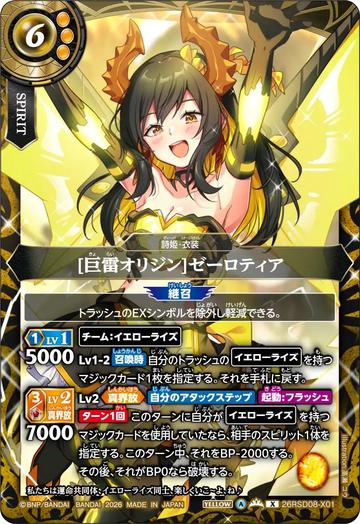 6
SPIRIT
詩姫・衣装
[巨雷オリジン]ゼーロティア
継召
トラッシュのEXシンボルを除外し軽減できる。
1 LV1 チーム:イエローライズ
5000 Lv1-2 召喚時 自分のトラッシュの イエローライズ を持つ
マジックカード1枚を指定する。それを手札に戻す。
3 LV2 真界放 Lv2 真界放 自分のアタックステップ 起動:フラッシュ
ターン1回 このターンに自分が イエローライズ を持つ
7000 マジックカードを使用していたなら、相手のスピリット1体
を指定する。このターン中、それをBP-2000する。
その後、それがBP0なら破壊する。
私たちは運命共同体・イエローライズ同士、楽しくいこーよ、ね♪
©BNP/BANDAI BANDAI 2026 MADE IN JAPAN YELLOW A X 26RSD08-X01